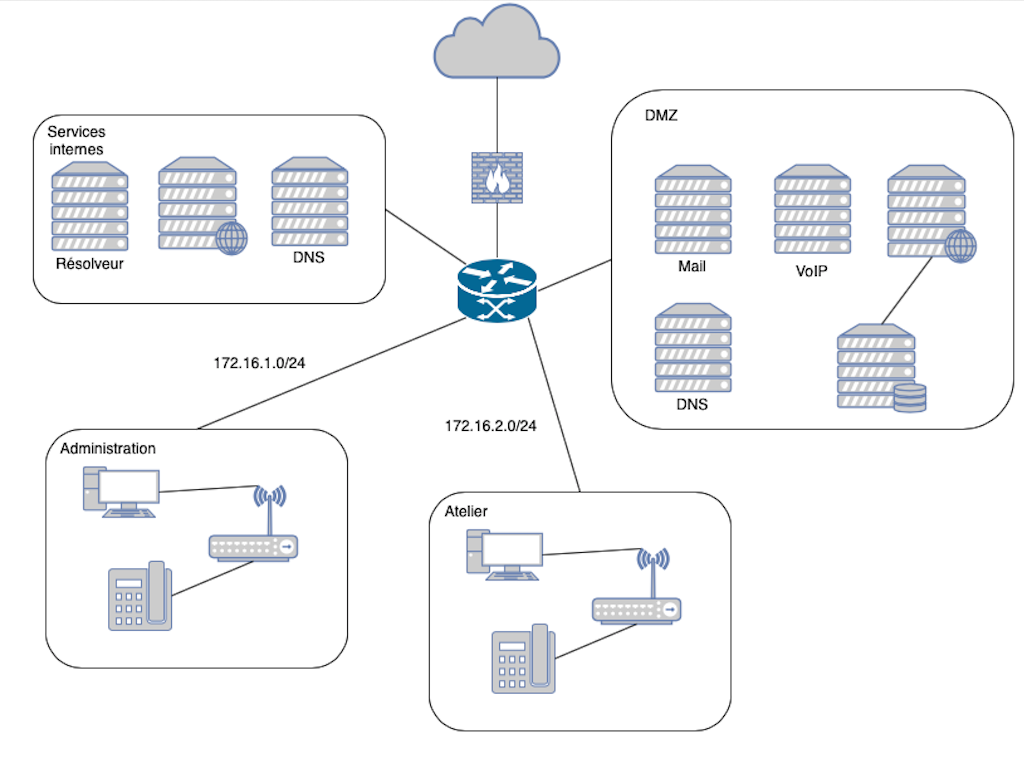 Services
internes
Résolveur
DNS
DMZ
Mail
VoIP
DNS
172.16.1.0/24
172.16.2.0/24
Administration
Atelier